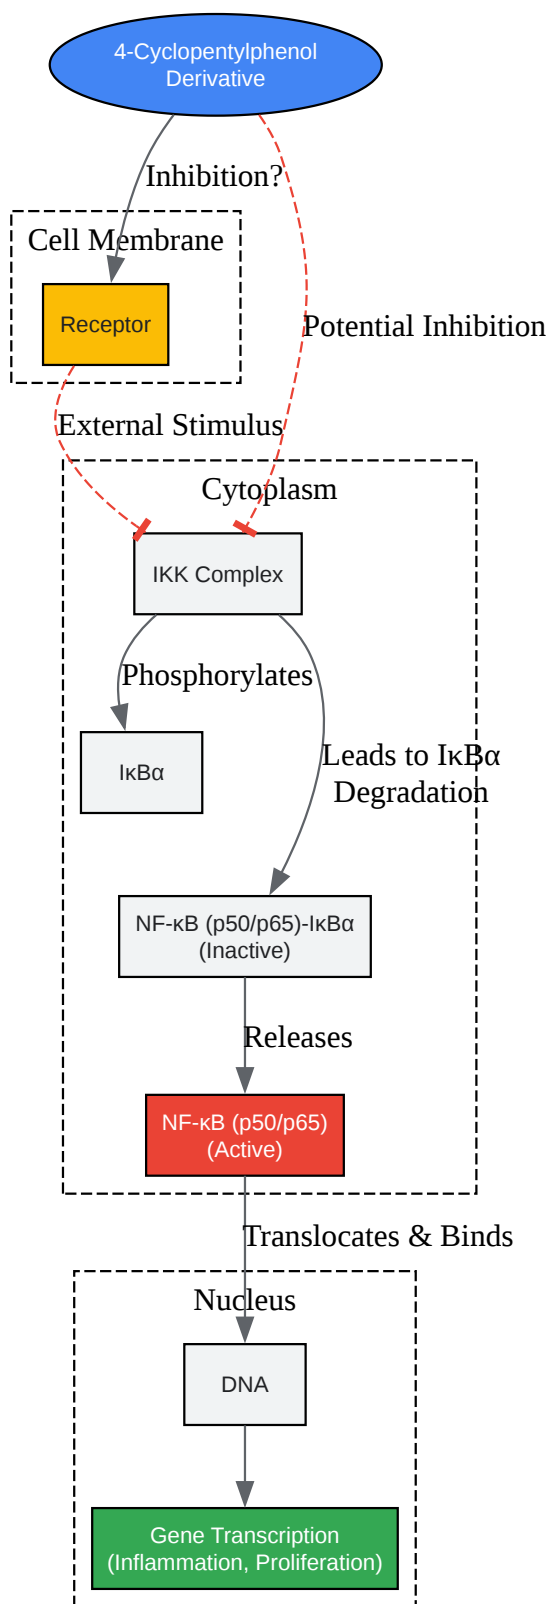 4-Cyclopentylphenol
Derivative
Inhibition?
Cell Membrane
Receptor
Potential Inhibition
External Stimulus
Cytoplasm
IKK Complex
Phosphorylates
IκBα
Leads to IκBα
Degradation
NF-κB (p50/p65)-IκBα
(Inactive)
Releases
NF-κB (p50/p65)
(Active)
Translocates & Binds
Nucleus
DNA
Gene Transcription
(Inflammation, Proliferation)